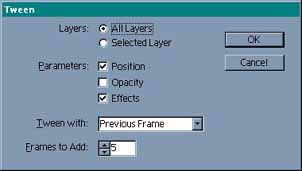 Tween
Layers: All Layers
Selected Layer
OK
Cancel
Parameters: Position
Opacity
Effects
Tween with: Previous Frame
Frames to Add: 5